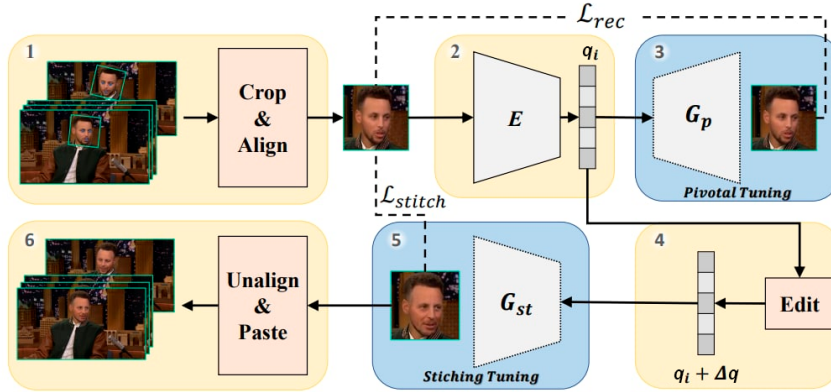 ℒ_rec
1
Crop
&
Align
2
E
q_i
3
G_p
Pivotal Tuning
ℒ_stitch
6
Unalign
&
Paste
5
G_st
Stiching Tuning
4
Edit
q_i + Δq